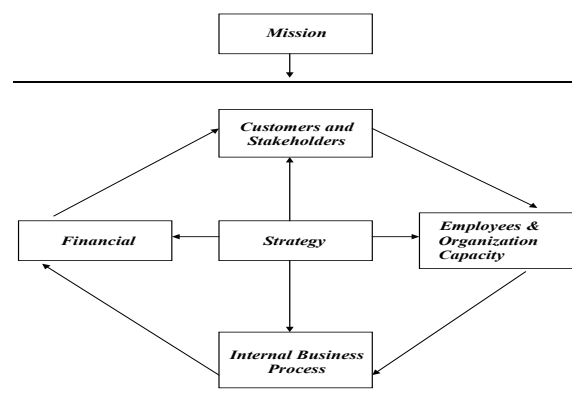 Mission
Customers and
Stakeholders
Financial
Strategy
Employees &
Organization
Capacity
Internal Business
Process